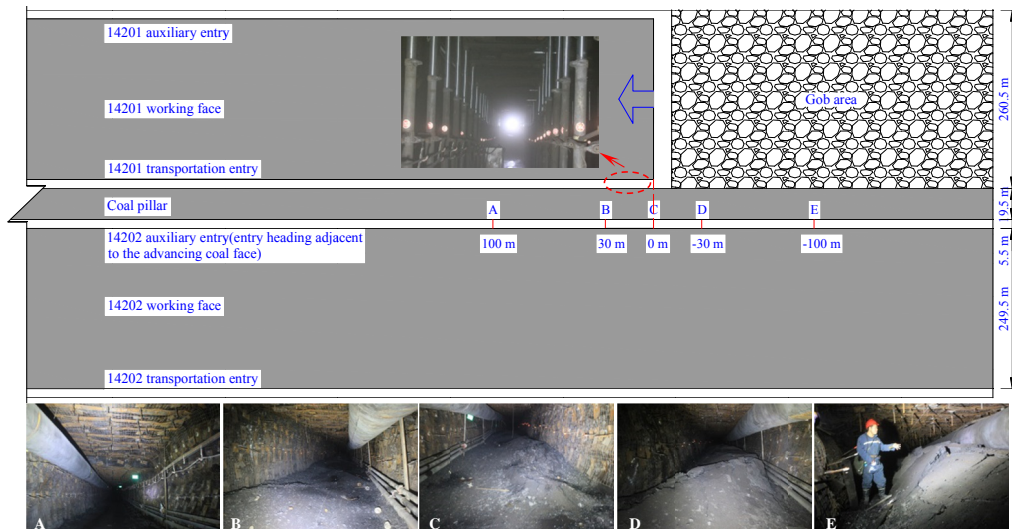 14201 auxiliary entry
14201 working face
Gob area
260.5 m
14201 transportation entry
Coal pillar
A
B
C
D
E
19.5 m
14202 auxiliary entry(entry heading adjacent
to the advancing coal face)
100 m
30 m
0 m
-30 m
-100 m
5.5 m
14202 working face
249.5 m
14202 transportation entry
A
B
C
D
E